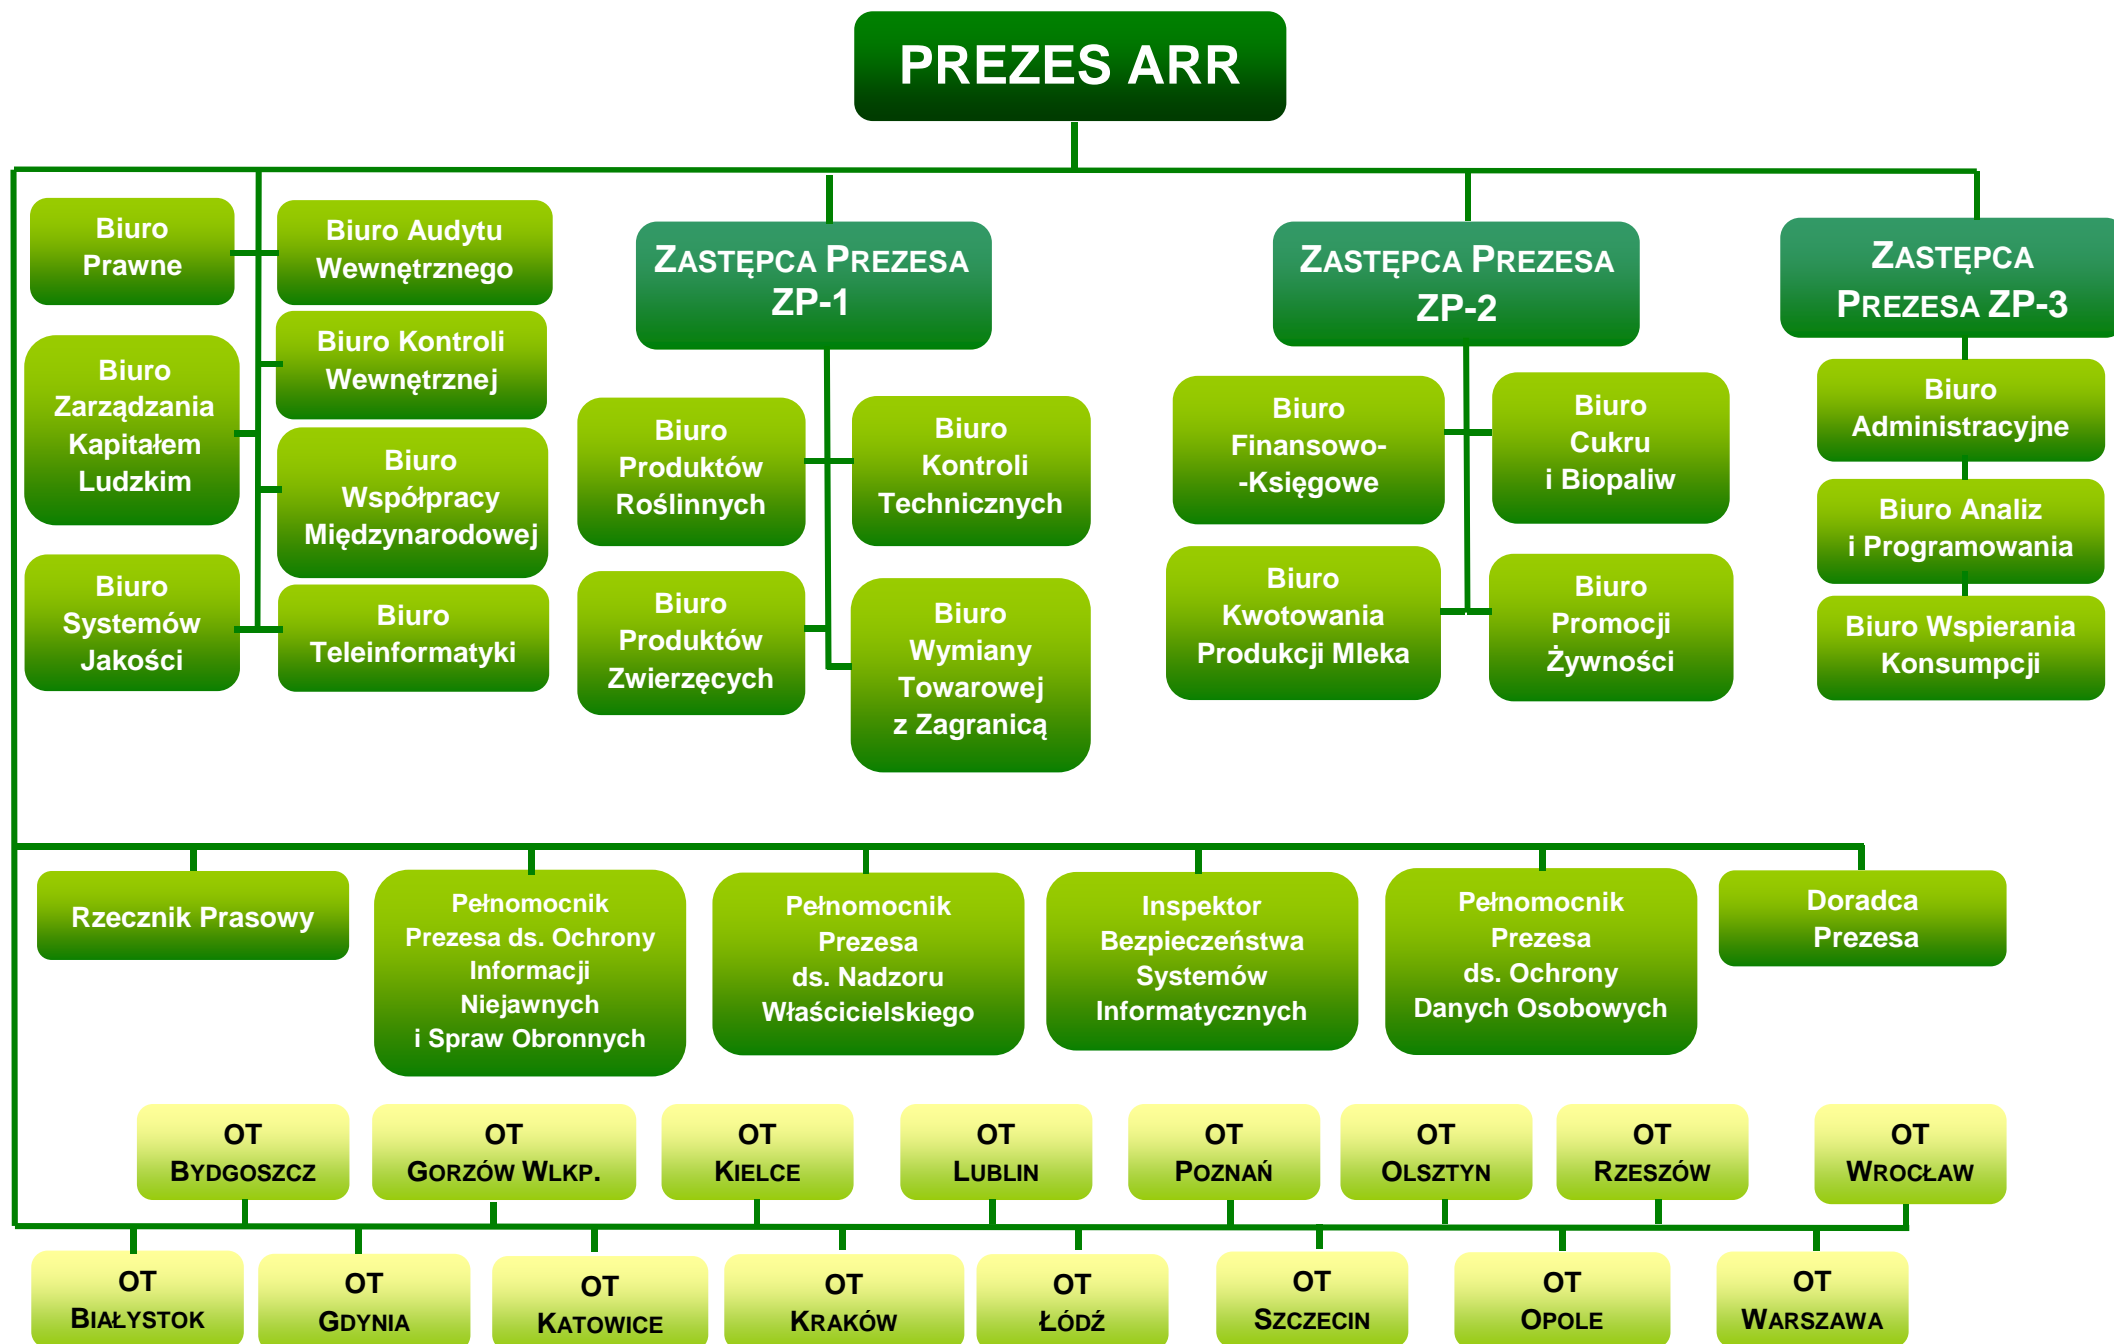 PREZES ARR
Biuro
Prawne
Biuro Audytu
Wewnętrznego
Biuro
Zarządzania
Kapitałem
Ludzkim
Biuro Kontroli
Wewnętrznej
Biuro
Współpracy
Międzynarodowej
Biuro
Systemów
Jakości
Biuro
Teleinformatyki
ZASTĘPCA PREZESA
ZP-1
Biuro
Produktów
Roślinnych
Biuro
Kontroli
Technicznych
Biuro
Produktów
Zwierzęcych
Biuro
Wymiany
Towarowej
z Zagranicą
ZASTĘPCA PREZESA
ZP-2
Biuro
Finansowo-
-Księgowe
Biuro
Cukru
i Biopaliw
Biuro
Kwotowania
Produkcji Mleka
Biuro
Promocji
Żywności
ZASTĘPCA
PREZESA ZP-3
Biuro
Administracyjne
Biuro Analiz
i Programowania
Biuro Wspierania
Konsumpcji
Rzecznik Prasowy
Pełnomocnik
Prezesa ds. Ochrony
Informacji
Niejawnych
i Spraw Obronnych
Pełnomocnik
Prezesa
ds. Nadzoru
Właścicielskiego
Inspektor
Bezpieczeństwa
Systemów
Informatycznych
Pełnomocnik
Prezesa
ds. Ochrony
Danych Osobowych
Doradca
Prezesa
OT
BYDGOSZCZ
OT
GORZÓW WLKP.
OT
KIELCE
OT
LUBLIN
OT
POZNAŃ
OT
OLSZTYN
OT
RZESZÓW
OT
WROCŁAW
OT
BIAŁYSTOK
OT
GDYNIA
OT
KATOWICE
OT
KRAKÓW
OT
ŁÓDŹ
OT
SZCZECIN
OT
OPOLE
OT
WARSZAWA